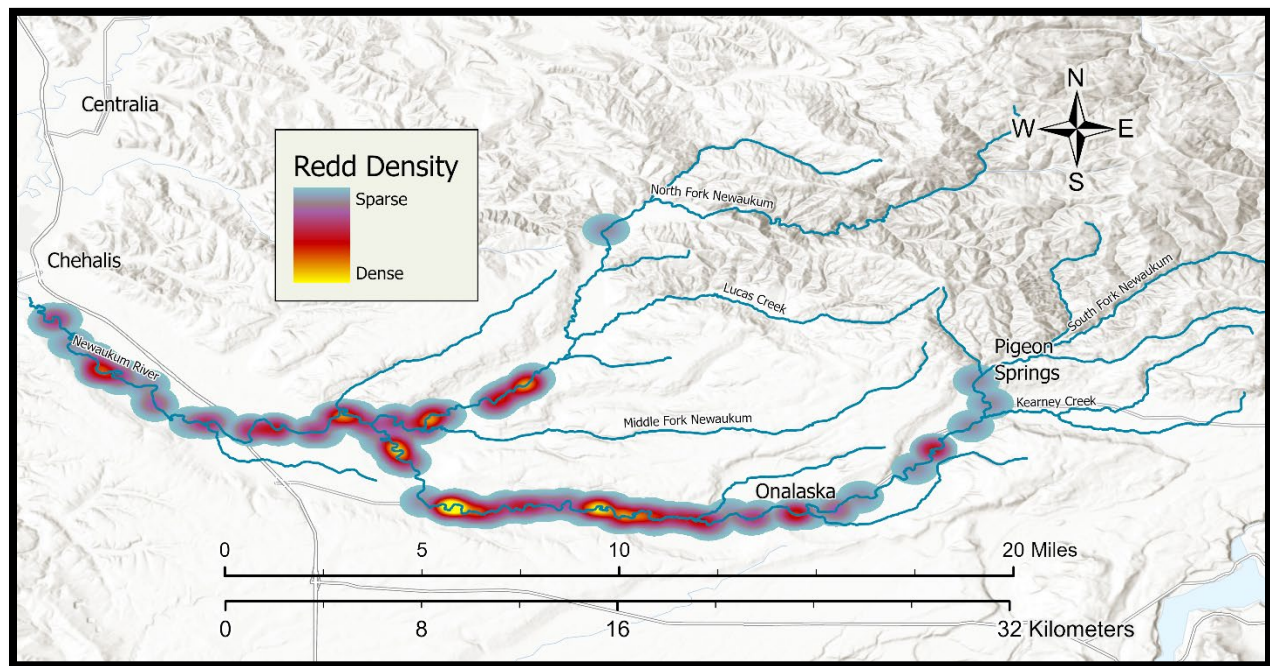 Centralia
Chehalis
Redd Density
Sparse
Dense
N
W
E
S
North Fork Newaukum
Lucas Creek
South Fork Newaukum
Pigeon
Springs
Kearney Creek
Newaukum River
Middle Fork Newaukum
Onalaska
0 5 10 20 Miles
0 8 16 32 Kilometers